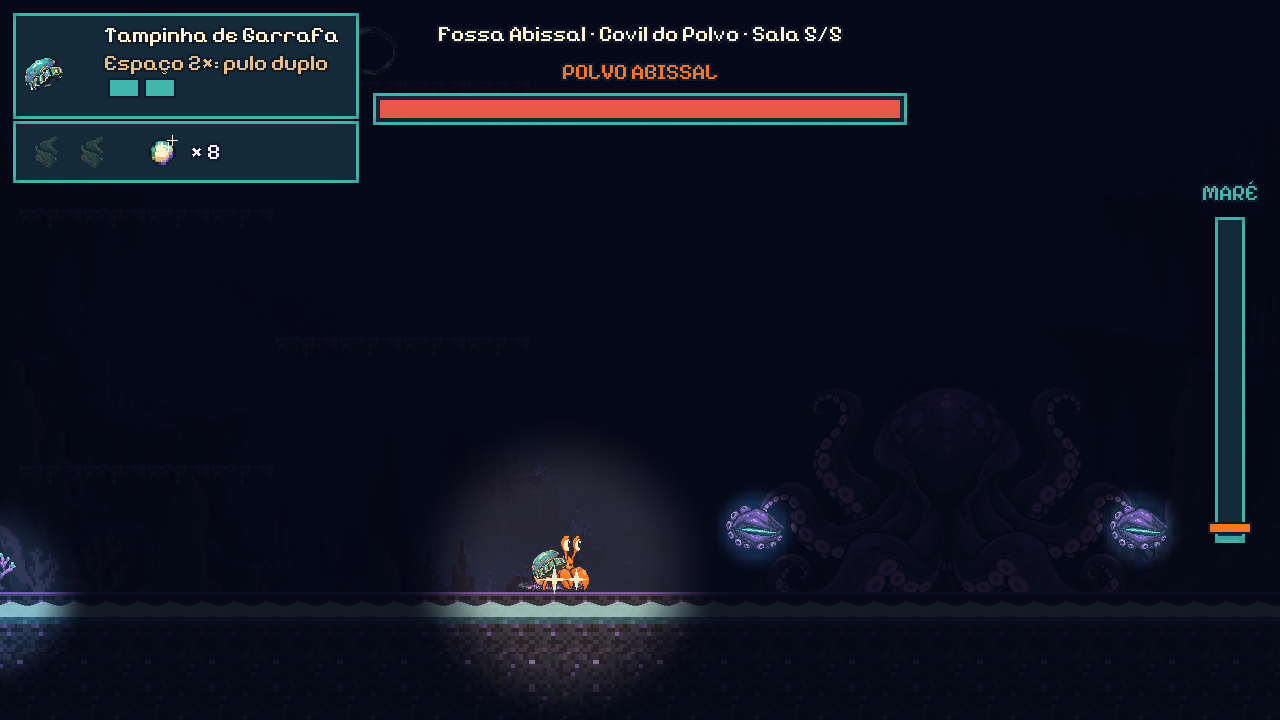 Tampinha de Garrafa
Espaço 2×: pulo duplo
× 8
Fossa Abissal · Covil do Polvo · Sala 8/8
POLVO ABISSAL
MARÉ